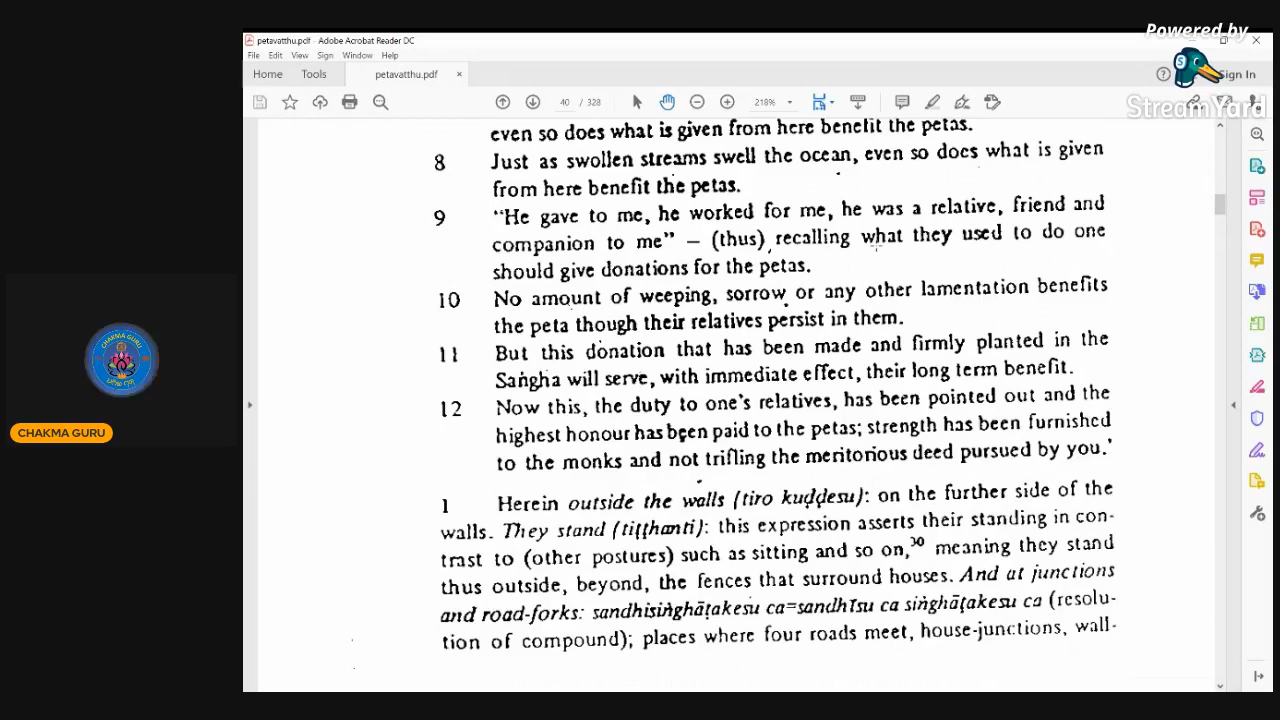 Powered by
StreamYard
petavatthu.pdf - Adobe Acrobat Reader DC
File Edit View Sign Window Help
Home Tools petavatthu.pdf × Sign In
40 / 328 218%
even so does what is given from here benefit the petas.
8 Just as swollen streams swell the ocean, even so does what is given
from here benefit the petas.
9 "He gave to me, he worked for me, he was a relative, friend and
companion to me" – (thus) recalling what they used to do one
should give donations for the petas.
10 No amount of weeping, sorrow or any other lamentation benefits
the peta though their relatives persist in them.
11 But this donation that has been made and firmly planted in the
Saṅgha will serve, with immediate effect, their long term benefit.
12 Now this, the duty to one's relatives, has been pointed out and the
highest honour has been paid to the petas; strength has been furnished
to the monks and not trifling the meritorious deed pursued by you.'
1 Herein outside the walls (tiro kuḍḍesu): on the further side of the
walls. They stand (tiṭṭhanti): this expression asserts their standing in con-
trast to (other postures) such as sitting and so on,³⁰ meaning they stand
thus outside, beyond, the fences that surround houses. And at junctions
and road-forks: sandhisiṅghāṭakesu ca=sandhīsu ca siṅghāṭakesu ca (resolu-
tion of compound); places where four roads meet, house-junctions, wall-
CHAKMA GURU
CHAKMA GURU